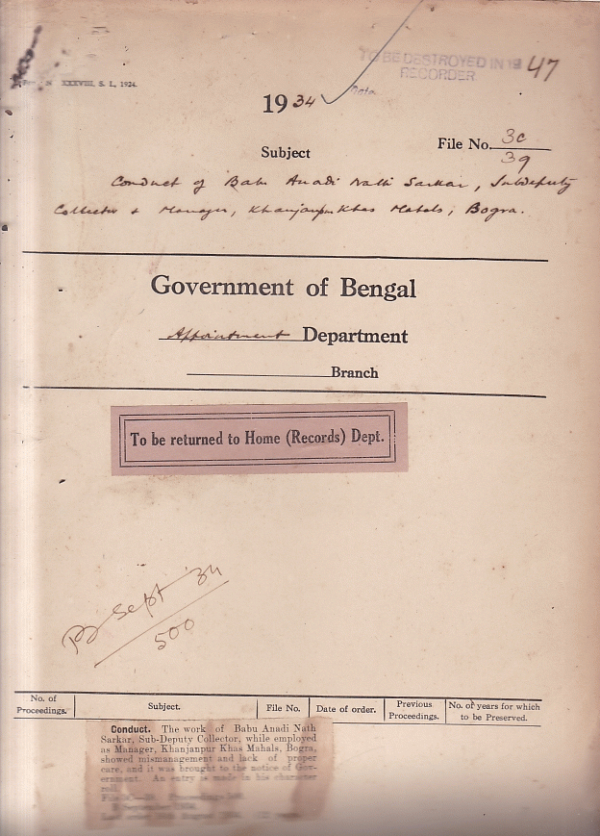 XXXVIII, S. I., 1924.
TO BE DESTROYED IN 19 47
RECORDER
Date
1934
File No. 3C
39
Subject
Conduct of Babu Anadi Nath Sarkar, Subdeputy
Collector & Manager, Khanjanpur Khas Mahals, Bogra.
Government of Bengal
Appointment Department
Branch
To be returned to Home (Records) Dept.
Sept 34
500
No. of Proceedings. Subject. File No. Date of order. Previous Proceedings. No. of years for which to be Preserved.
Conduct. The work of Babu Anadi Nath
Sarkar, Sub-Deputy Collector, while employed
as Manager, Khanjanpur Khas Mahals, Bogra,
showed mismanagement and lack of proper
care, and it was brought to the notice of Gov-
ernment. An entry is made in his character
roll.